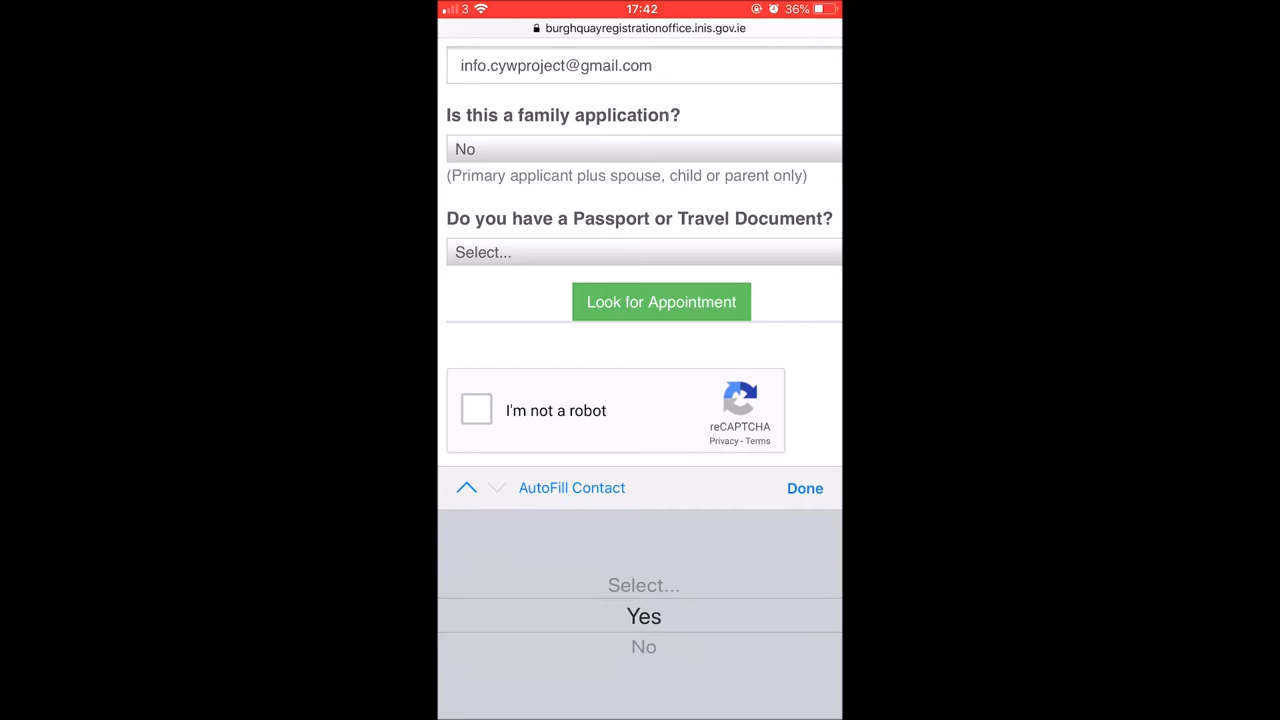 3 17:42 36%
burghquayregistrationoffice.inis.gov.ie
info.cywproject@gmail.com
Is this a family application?
No
(Primary applicant plus spouse, child or parent only)
Do you have a Passport or Travel Document?
Select...
Look for Appointment
I'm not a robot
reCAPTCHA
Privacy - Terms
AutoFill Contact Done
Select...
Yes
No